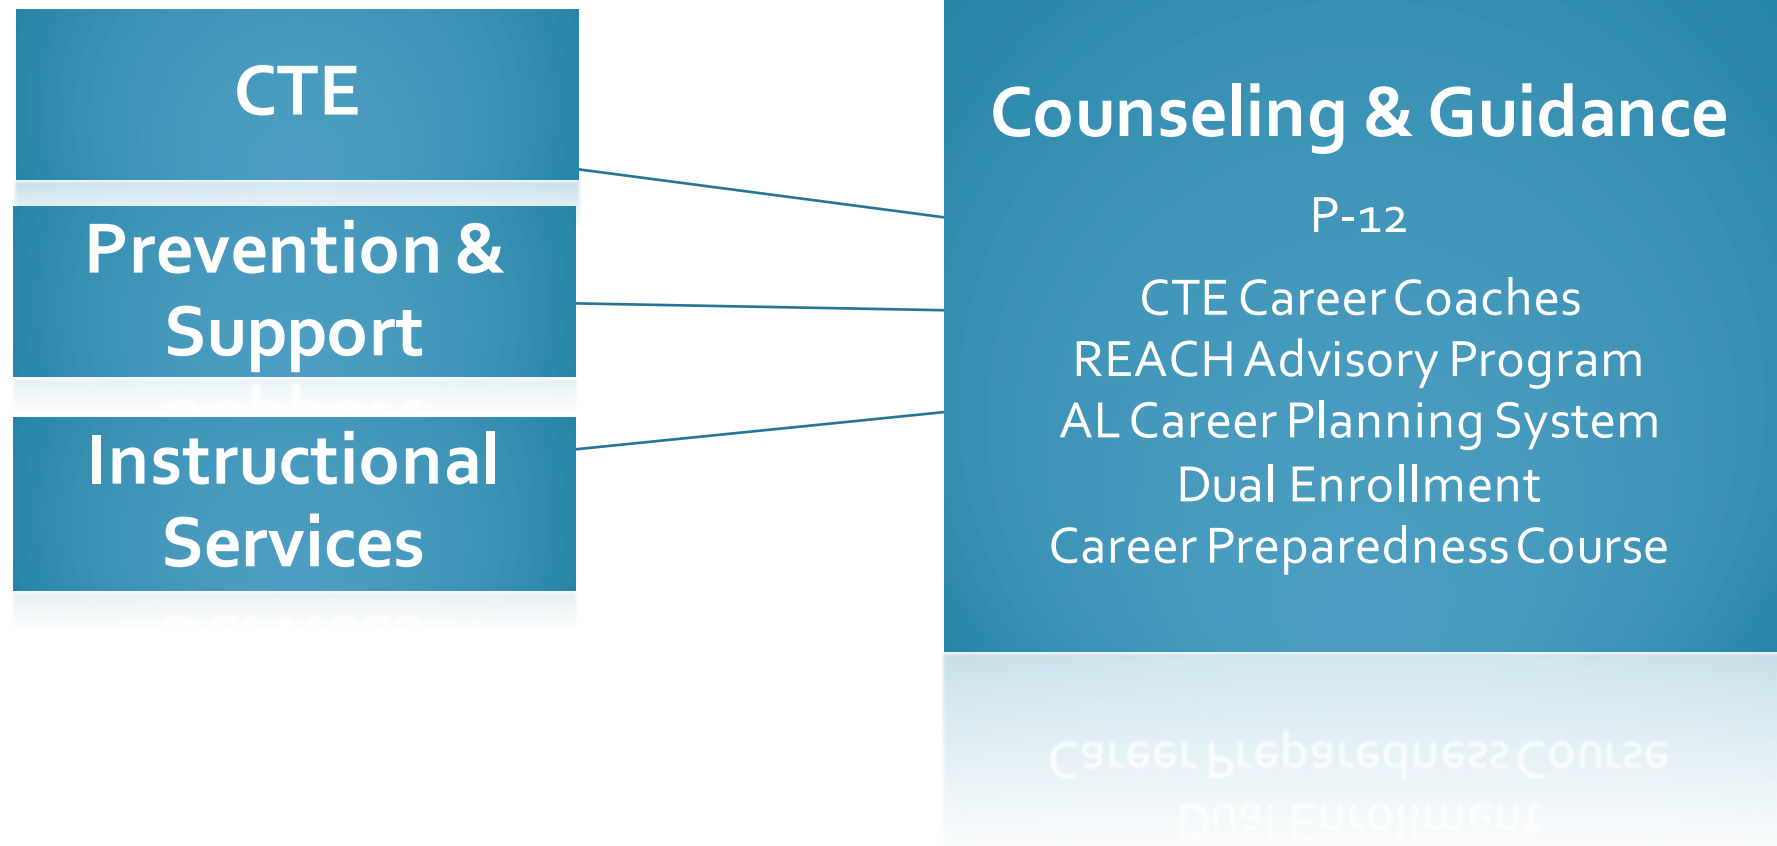 CTE
Prevention &
Support
Instructional
Services
Counseling & Guidance
P-12
CTE Career Coaches
REACH Advisory Program
AL Career Planning System
Dual Enrollment
Career Preparedness Course